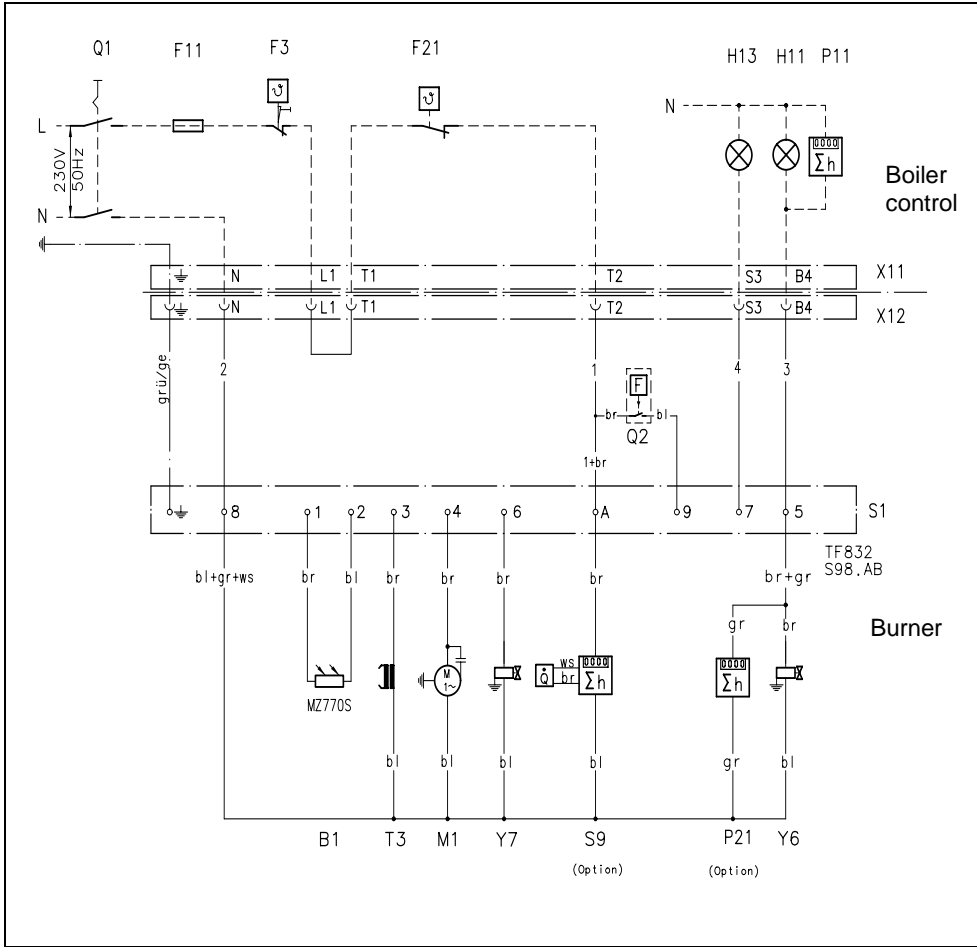 Q1 F11 F3 F21 H13 H11 P11
ϑ ϑ
N
L
230V
50Hz
0000
Σh
Boiler
control
N
N L1 T1 T2 S3 B4 X11
N L1 T1 T2 S3 B4 X12
grü/ge
2 1 4 3
F
br bl
Q2
1+br
8 1 2 3 4 6 A 9 7 5 S1
TF832
S98.AB
bl+gr+ws br bl br br br br br+gr
gr br
Burner
M
1~
Q̇
ws
br
0000
Σh
0000
Σh
MZ770S
bl bl bl bl gr bl
B1 T3 M1 Y7 S9 P21 Y6
(Option) (Option)